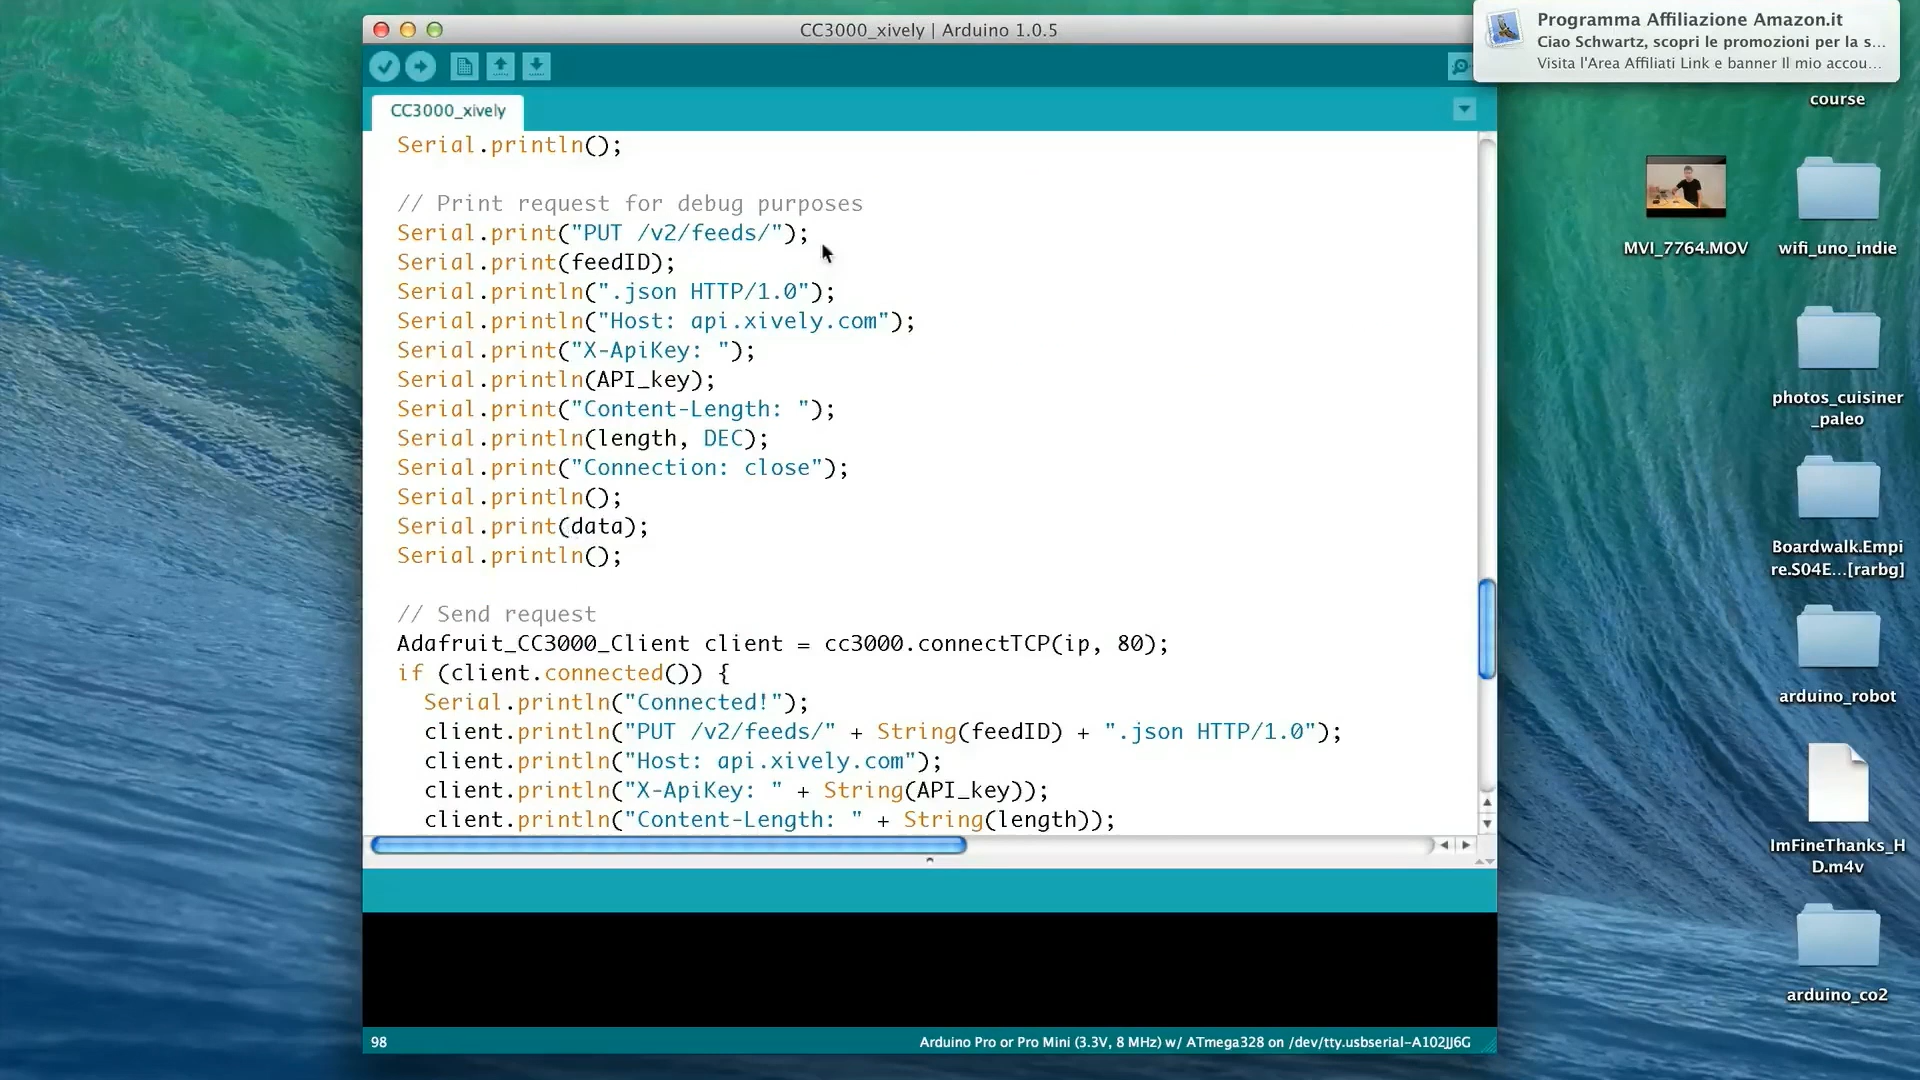 CC3000_xively | Arduino 1.0.5
CC3000_xively
Serial.println();
// Print request for debug purposes
Serial.print("PUT /v2/feeds/");
Serial.print(feedID);
Serial.println(".json HTTP/1.0");
Serial.println("Host: api.xively.com");
Serial.print("X-ApiKey: ");
Serial.println(API_key);
Serial.print("Content-Length: ");
Serial.println(length, DEC);
Serial.print("Connection: close");
Serial.println();
Serial.print(data);
Serial.println();
// Send request
Adafruit_CC3000_Client client = cc3000.connectTCP(ip, 80);
if (client.connected()) {
Serial.println("Connected!");
client.println("PUT /v2/feeds/" + String(feedID) + ".json HTTP/1.0");
client.println("Host: api.xively.com");
client.println("X-ApiKey: " + String(API_key));
client.println("Content-Length: " + String(length));
98
Arduino Pro or Pro Mini (3.3V, 8 MHz) w/ ATmega328 on /dev/tty.usbserial-A102JJ6G
Programma Affiliazione Amazon.it
Ciao Schwartz, scopri le promozioni per la s...
Visita l'Area Affiliati Link e banner Il mio accou...
course
MVI_7764.MOV
wifi_uno_indie
photos_cuisiner
_paleo
Boardwalk.Empi
re.S04E...[rarbg]
arduino_robot
ImFineThanks_H
D.m4v
arduino_co2